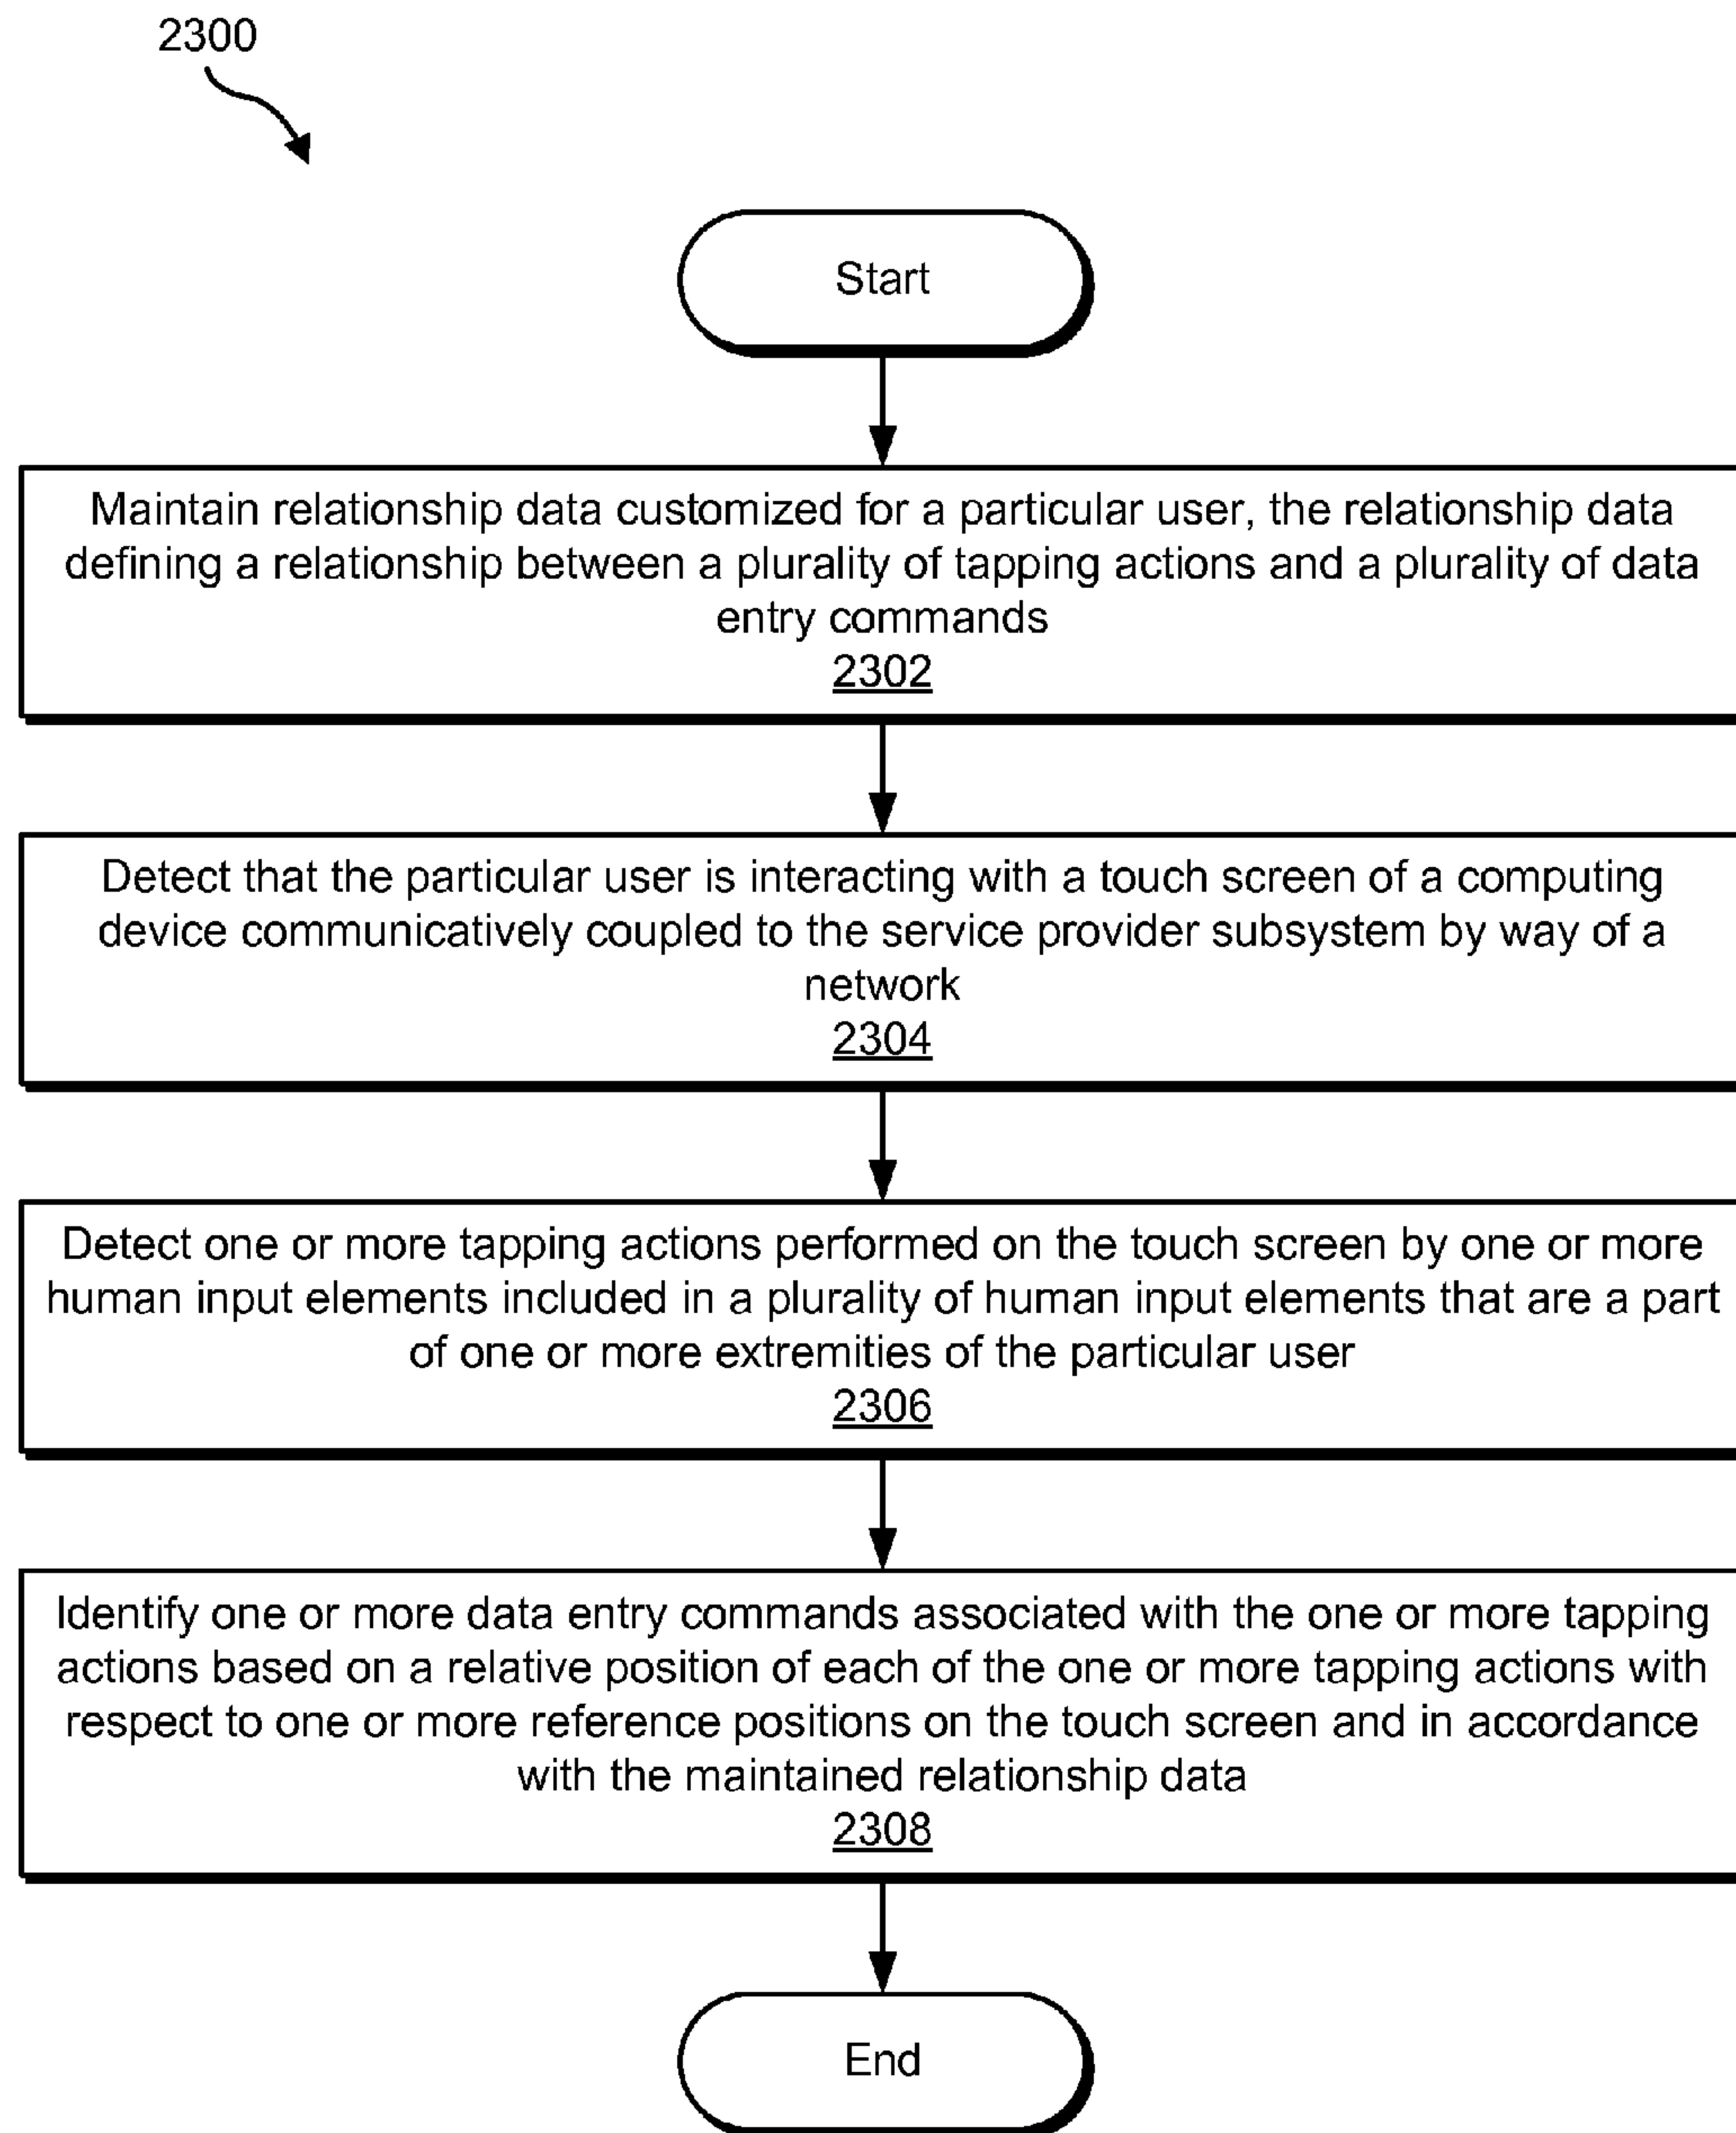 2300
Start
Maintain relationship data customized for a particular user, the relationship data
defining a relationship between a plurality of tapping actions and a plurality of data
entry commands
2302
Detect that the particular user is interacting with a touch screen of a computing
device communicatively coupled to the service provider subsystem by way of a
network
2304
Detect one or more tapping actions performed on the touch screen by one or more
human input elements included in a plurality of human input elements that are a part
of one or more extremities of the particular user
2306
Identify one or more data entry commands associated with the one or more tapping
actions based on a relative position of each of the one or more tapping actions with
respect to one or more reference positions on the touch screen and in accordance
with the maintained relationship data
2308
End